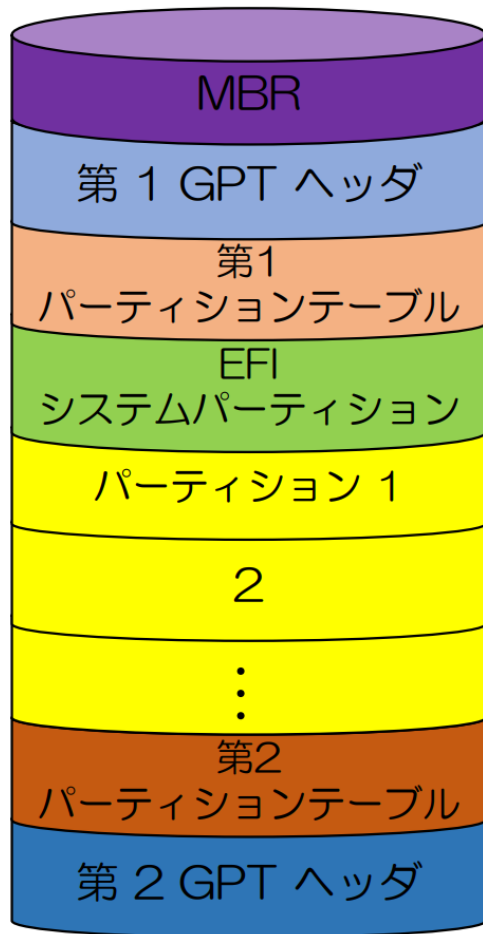 MBR
第 1 GPT ヘッダ
第1
パーティションテーブル
EFI
システムパーティション
パーティション 1
2
⋮
第2
パーティションテーブル
第 2 GPT ヘッダ